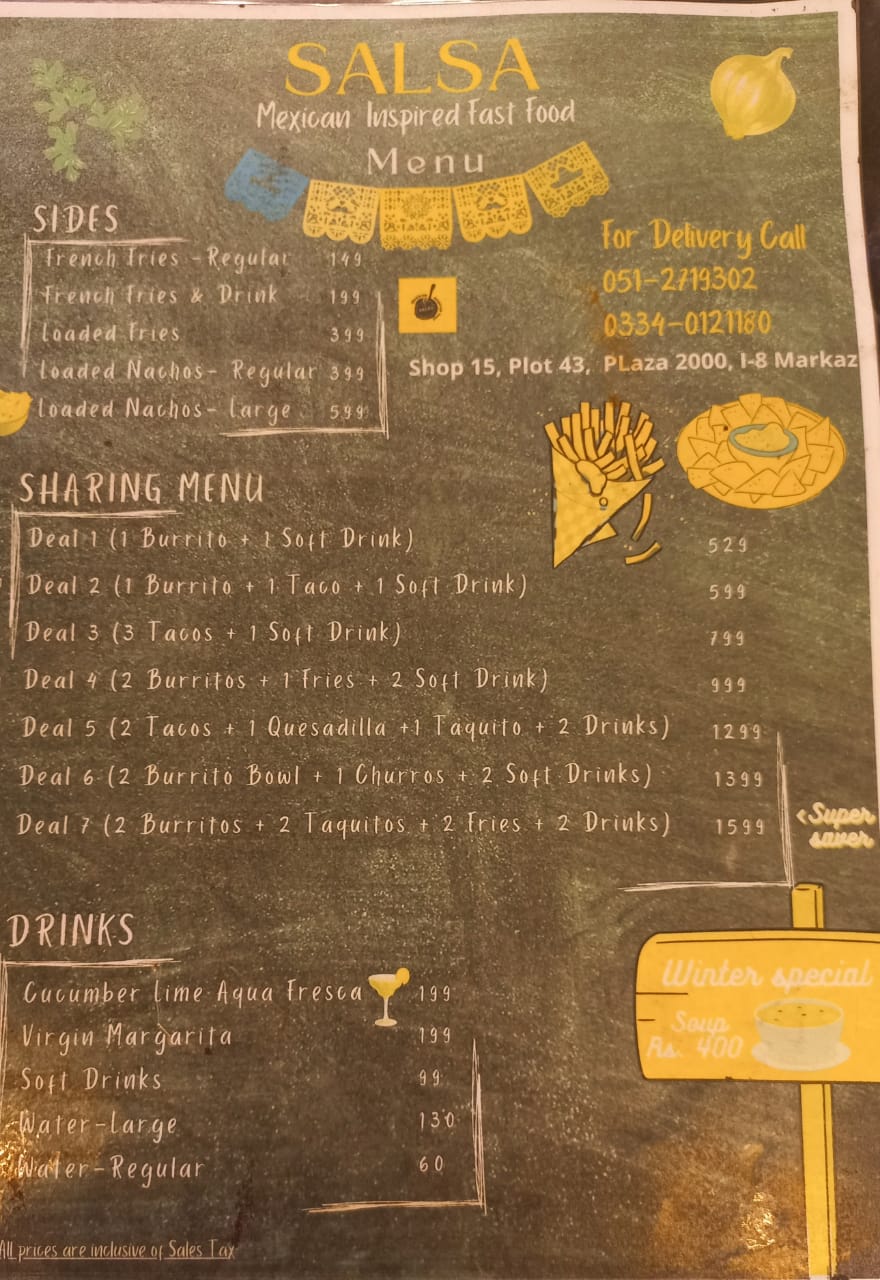 SALSA
Mexican Inspired Fast Food
Menu
SIDES
French Fries - Regular 149
French Fries & Drink 199
Loaded Fries 399
Loaded Nachos- Regular 399
Loaded Nachos- Large 599
For Delivery Call
051-2719302
0334-0121180
Shop 15, Plot 43, PLaza 2000, I-8 Markaz
SHARING MENU
Deal 1 (1 Burrito + 1 Soft Drink) 529
Deal 2 (1 Burrito + 1 Taco + 1 Soft Drink) 599
Deal 3 (3 Tacos + 1 Soft Drink) 799
Deal 4 (2 Burritos + 1 Fries + 2 Soft Drink) 999
Deal 5 (2 Tacos + 1 Quesadilla +1 Taquito + 2 Drinks) 1299
Deal 6 (2 Burrito Bowl + 1 Churros + 2 Soft Drinks) 1399
Deal 7 (2 Burritos + 2 Taquitos + 2 Fries + 2 Drinks) 1599
<Super
saver
DRINKS
Cucumber Lime Aqua Fresca 199
Virgin Margarita 199
Soft Drinks 99
Water-Large 130
Water-Regular 60
Winter special
Soup
Rs. 400
All prices are inclusive of Sales Tax